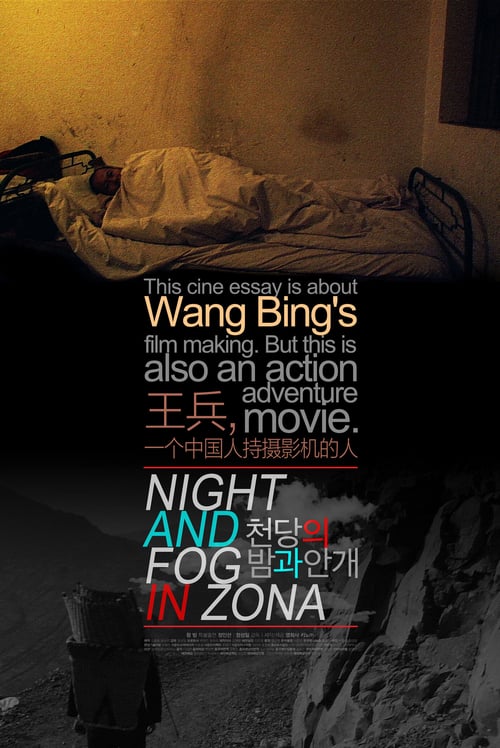 This cine essay is about
Wang Bing's
film making. But this is
also an action
adventure
王兵, movie.
一个中国人持摄影机的人
NIGHT
AND 천당의
FOG 밤과안개
IN ZONA